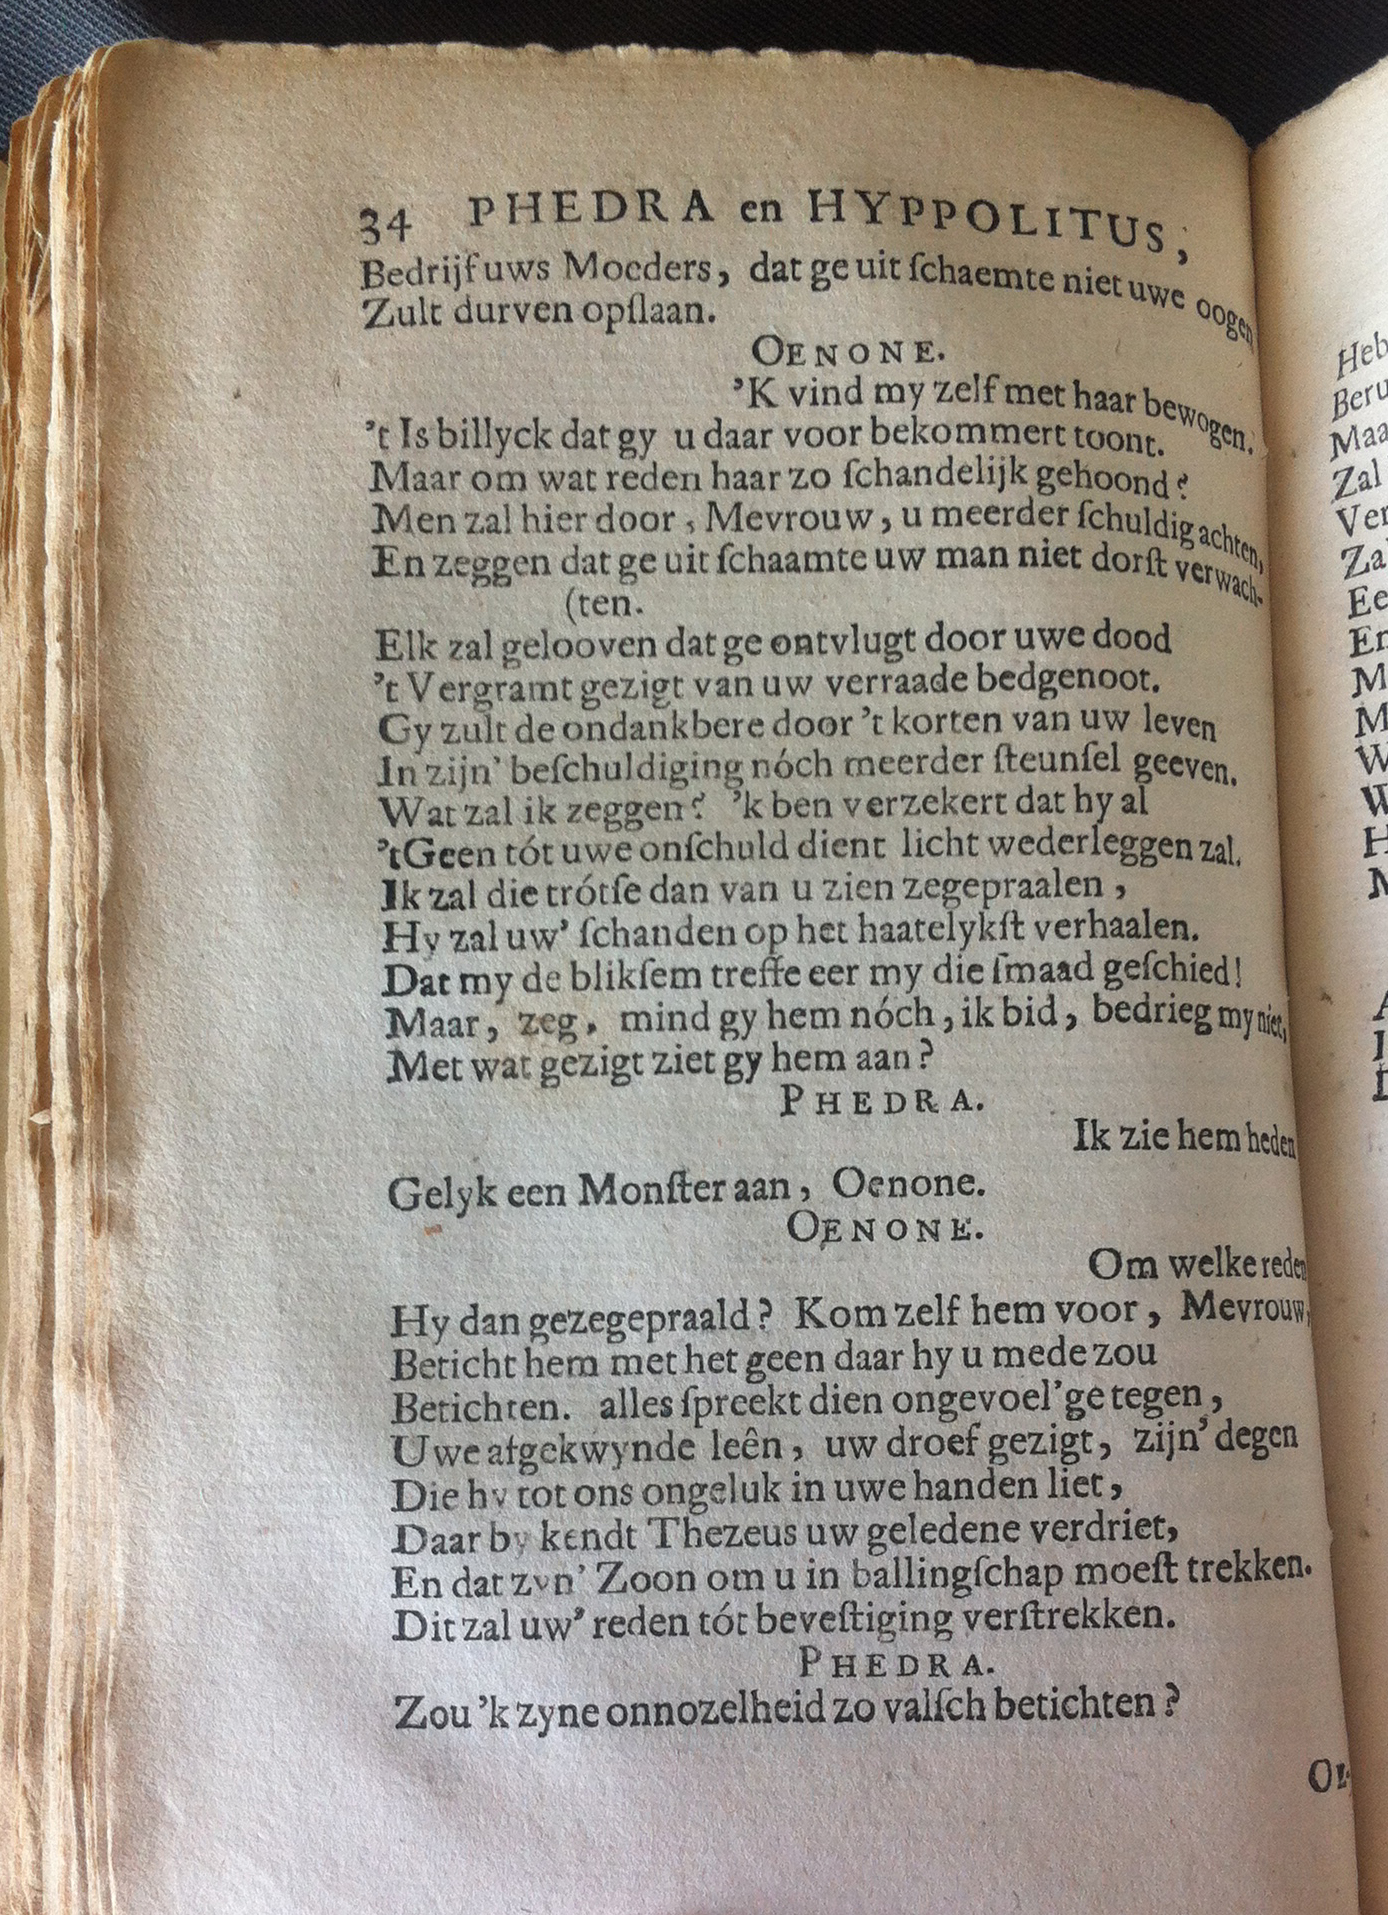 34 PHEDRA en HYPPOLITUS,
Bedrijf uws Moeders, dat ge uit ſchaemte niet uwe oogen
Zult durven opſlaan.
OENONE.
'K vind my zelf met haar bewogen.
't Is billyck dat gy u daar voor bekommert toont.
Maar om wat reden haar zo ſchandelijk gehoond?
Men zal hier door, Mevrouw, u meerder ſchuldig achten,
En zeggen dat ge uit ſchaamte uw man niet dorſt verwach-
(ten.
Elk zal gelooven dat ge ontvlugt door uwe dood
't Vergramt gezigt van uw verraade bedgenoot.
Gy zult de ondankbere door 't korten van uw leven
In zijn' beſchuldiging nóch meerder ſteunſel geeven.
Wat zal ik zeggen? 'k ben verzekert dat hy al
't Geen tót uwe onſchuld dient licht wederleggen zal.
Ik zal die trótſe dan van u zien zegepraalen,
Hy zal uw' ſchanden op het haatelykſt verhaalen.
Dat my de blikſem treffe eer my die ſmaad geſchied!
Maar, zeg, mind gy hem nóch, ik bid, bedrieg my niet,
Met wat gezigt ziet gy hem aan?
PHEDRA.
Ik zie hem heden
Gelyk een Monſter aan, Oenone.
OENONE.
Om welke reden
Hy dan gezegepraald? Kom zelf hem voor, Mevrouw,
Beticht hem met het geen daar hy u mede zou
Betichten. alles ſpreekt dien ongevoel'ge tegen,
Uwe afgekwynde leên, uw droef gezigt, zijn' degen
Die hy tot ons ongeluk in uwe handen liet,
Daar by kendt Thezeus uw geledene verdriet,
En dat zyn' Zoon om u in ballingſchap moeſt trekken.
Dit zal uw' reden tót beveſtiging verſtrekken.
PHEDRA.
Zou 'k zyne onnozelheid zo valſch betichten?
Heb
Beru
Maa
Zal
Ver
Za
Ee
En
M
M
W
W
H